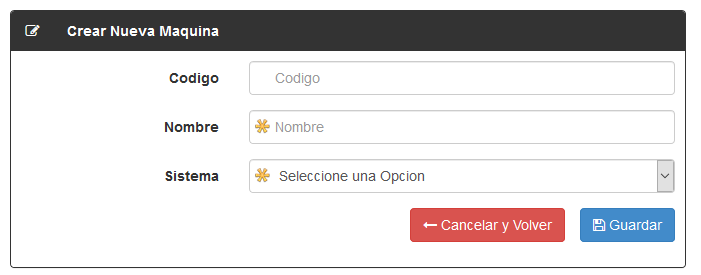 Crear Nueva Maquina
Codigo Codigo
Nombre Nombre
Sistema Seleccione una Opcion
Cancelar y Volver Guardar